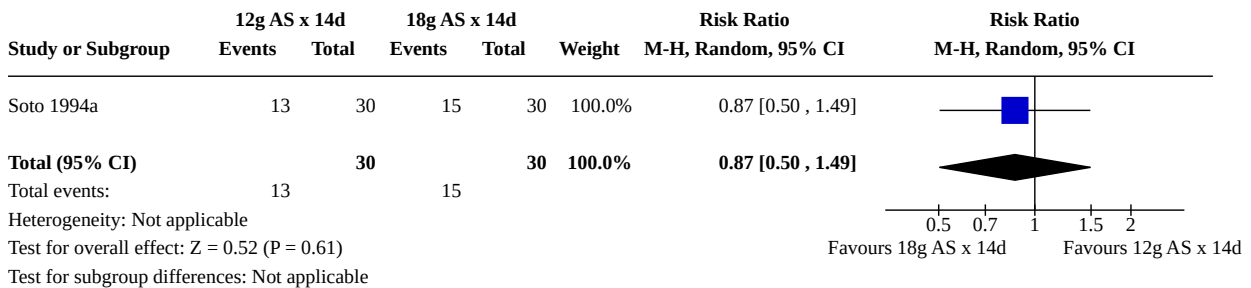 12g AS x 14d 18g AS x 14d Risk Ratio Risk Ratio
Study or Subgroup Events Total Events Total Weight M-H, Random, 95% CI M-H, Random, 95% CI
Soto 1994a 13 30 15 30 100.0% 0.87 [0.50 , 1.49]
Total (95% CI) 30 30 100.0% 0.87 [0.50 , 1.49]
Total events: 13 15
Heterogeneity: Not applicable
0.5 0.7 1 1.5 2
Test for overall effect: Z = 0.52 (P = 0.61)
Favours 18g AS x 14d Favours 12g AS x 14d
Test for subgroup differences: Not applicable